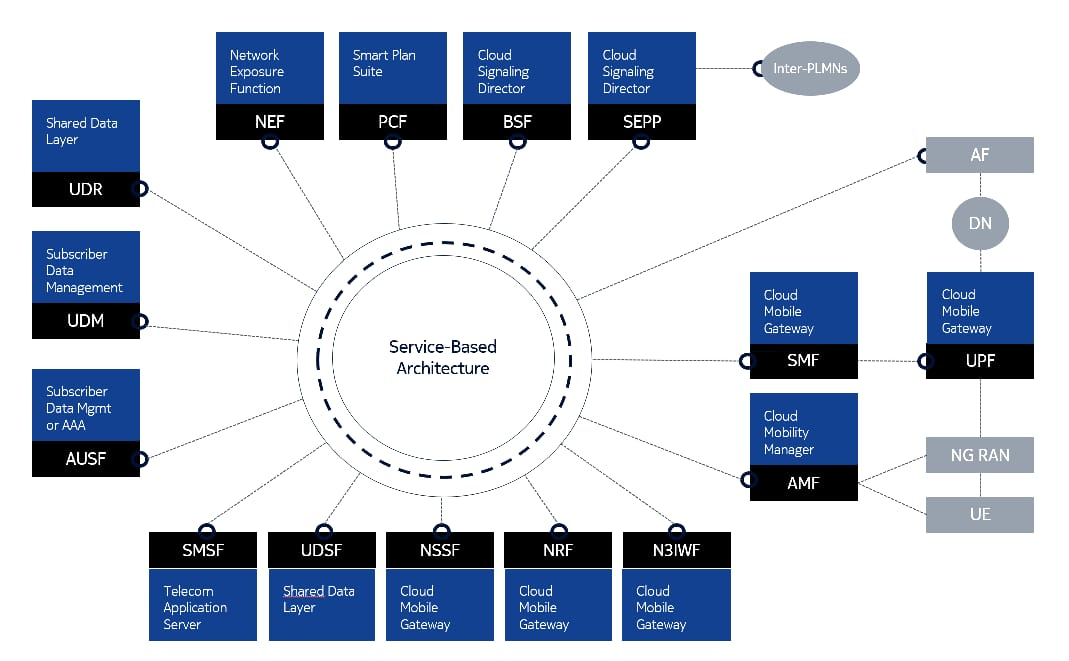 Network
Exposure
Function
NEF
Smart Plan
Suite
PCF
Cloud
Signaling
Director
BSF
Cloud
Signaling
Director
SEPP
Inter-PLMNs
Shared Data
Layer
UDR
AF
DN
Subscriber
Data
Management
UDM
Cloud
Mobile
Gateway
SMF
Cloud
Mobile
Gateway
UPF
Service-Based
Architecture
Subscriber
Data Mgmt
or AAA
AUSF
Cloud
Mobility
Manager
AMF
NG RAN
UE
SMSF
Telecom
Application
Server
UDSF
Shared Data
Layer
NSSF
Cloud
Mobile
Gateway
NRF
Cloud
Mobile
Gateway
N3IWF
Cloud
Mobile
Gateway